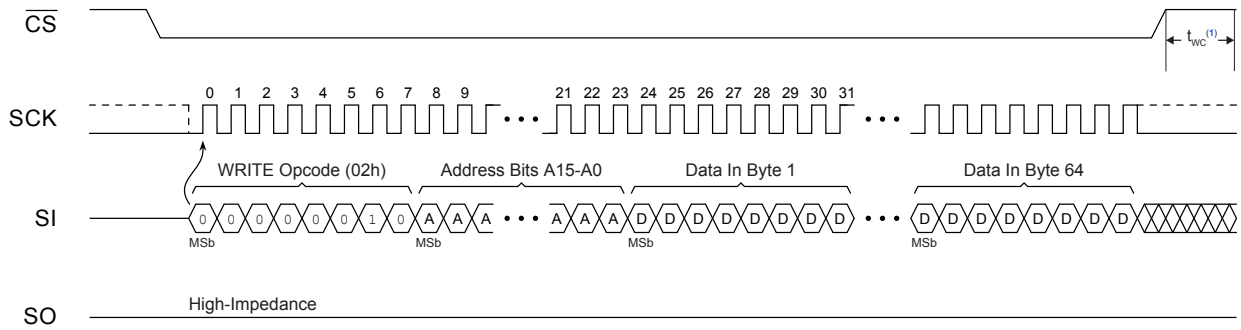 CS
t_WC(1)
0 1 2 3 4 5 6 7 8 9 21 22 23 24 25 26 27 28 29 30 31
SCK
WRITE Opcode (02h) Address Bits A15-A0 Data In Byte 1 Data In Byte 64
SI 0 0 0 0 0 0 1 0 A A A A A A D D D D D D D D D D D D D D D D
MSb MSb MSb MSb
High-Impedance
SO